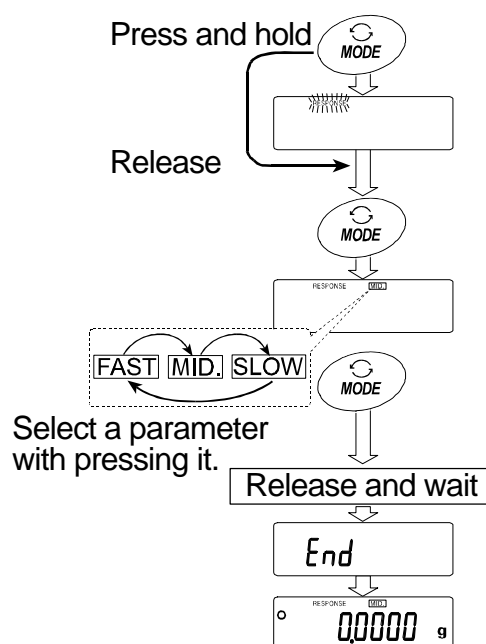 Press and hold
MODE
RESPONSE
Release
MODE
RESPONSE MID.
FAST MID. SLOW
MODE
Select a parameter
with pressing it.
Release and wait
End
RESPONSE MID.
0.0000 g